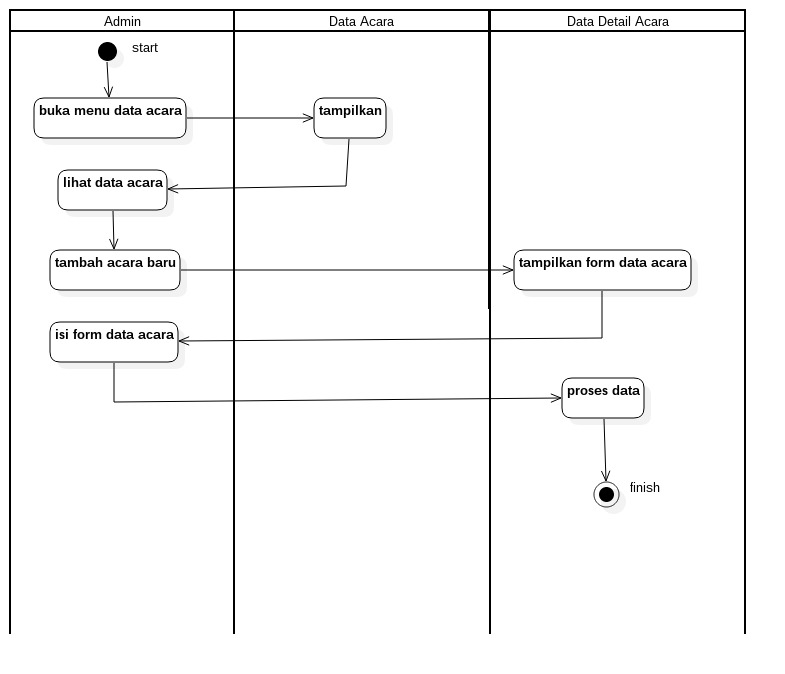 Admin
Data Acara
Data Detail Acara
start
buka menu data acara
tampilkan
lihat data acara
tambah acara baru
tampilkan form data acara
isi form data acara
proses data
finish